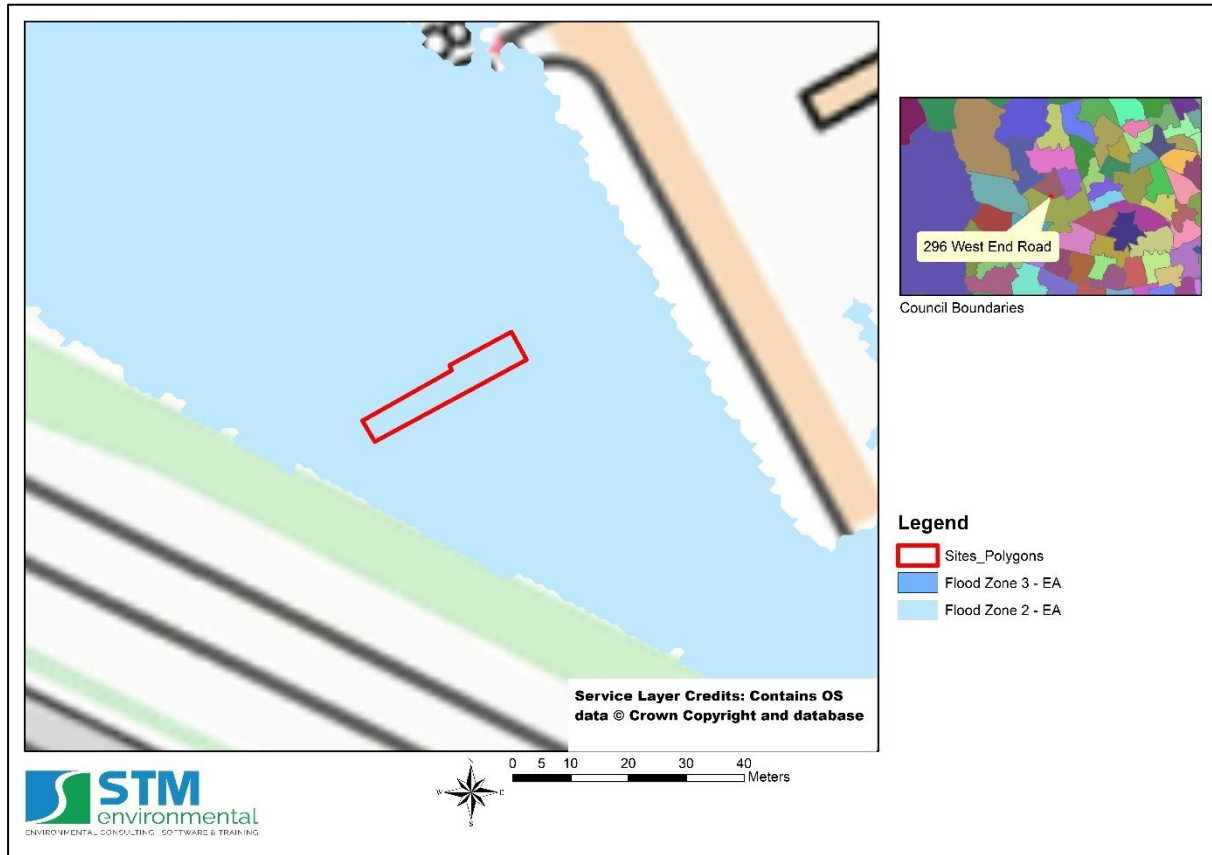 296 West End Road
Council Boundaries
Legend
Sites_Polygons
Flood Zone 3 - EA
Flood Zone 2 - EA
Service Layer Credits: Contains OS
data © Crown Copyright and database
N
W
E
S
0 5 10 20 30 40
Meters
STM
environmental
ENVIRONMENTAL CONSULTING , SOFTWARE & TRAINING